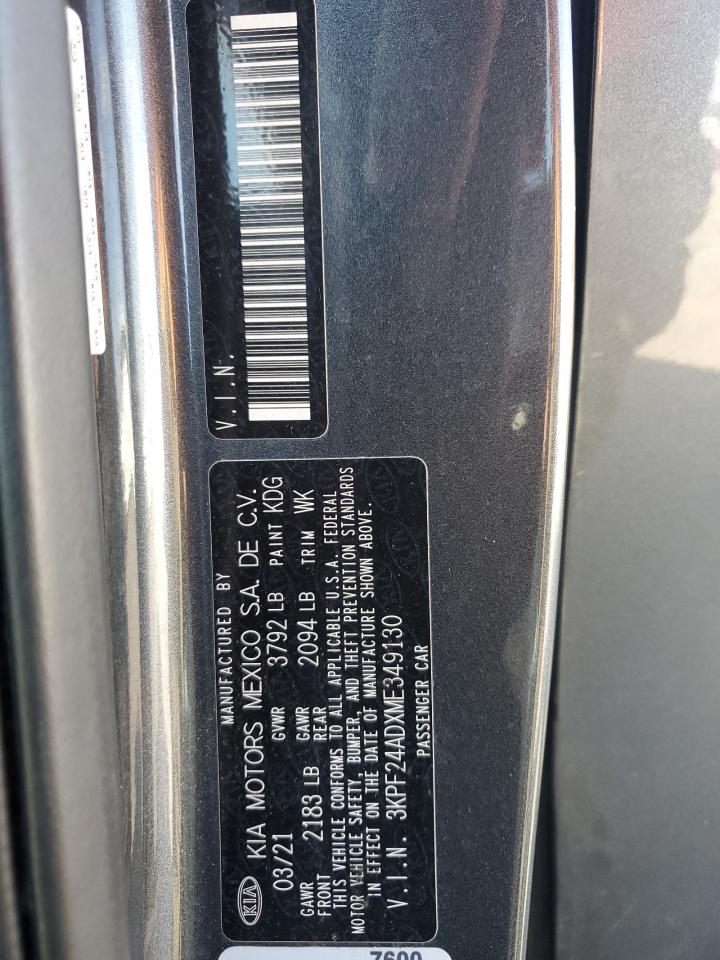 MANUFACTURED BY
KIA KIA MOTORS MEXICO S.A. DE C.V.
03/21 GVWR 3792 LB PAINT KDG
GAWR FRONT 2183 LB GAWR REAR 2094 LB TRIM WK
THIS VEHICLE CONFORMS TO ALL APPLICABLE U.S.A. FEDERAL
MOTOR VEHICLE SAFETY, BUMPER, AND THEFT PREVENTION STANDARDS
IN EFFECT ON THE DATE OF MANUFACTURE SHOWN ABOVE.
V.I.N. 3KPF24ADXME349130
PASSENGER CAR
V.I.N.
7600